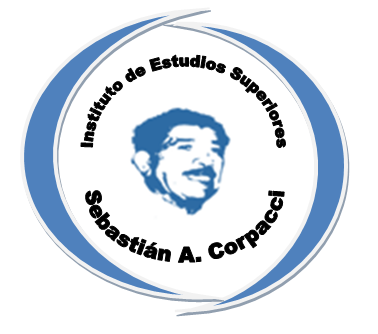 Instituto de Estudios Superiores
Sebastián A. Corpacci